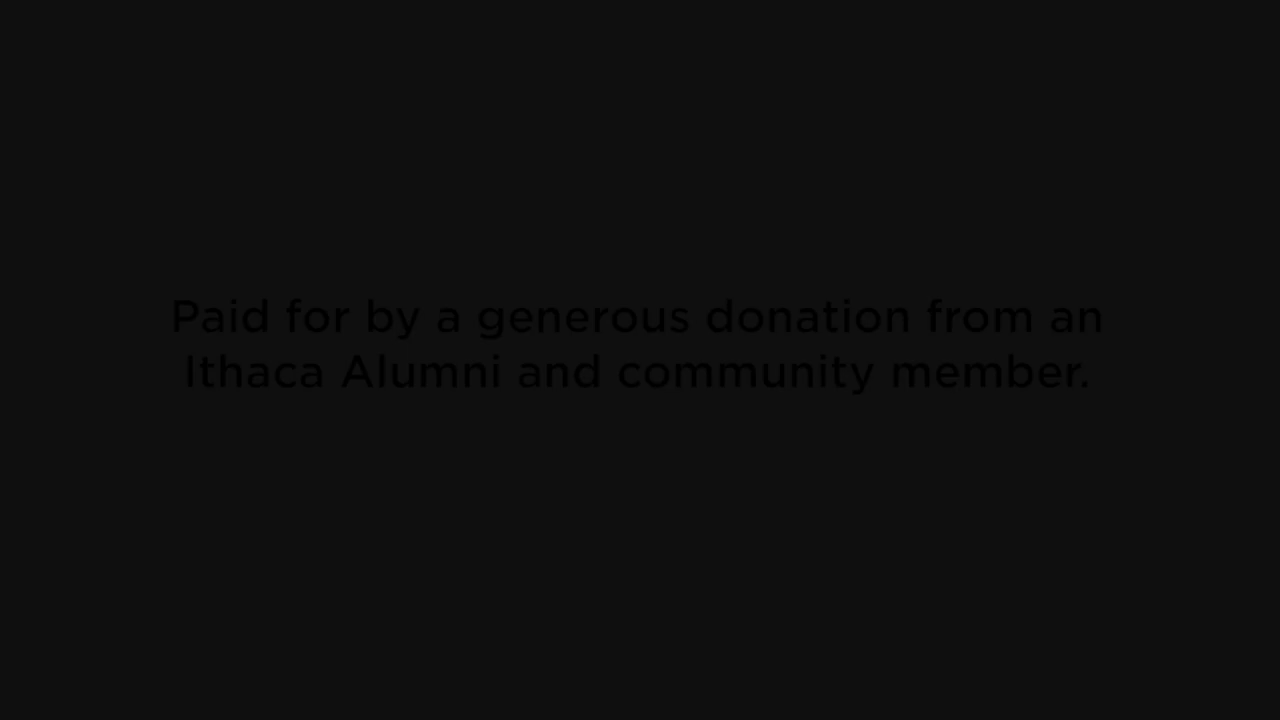 Paid for by a generous donation from an
Ithaca Alumni and community member.